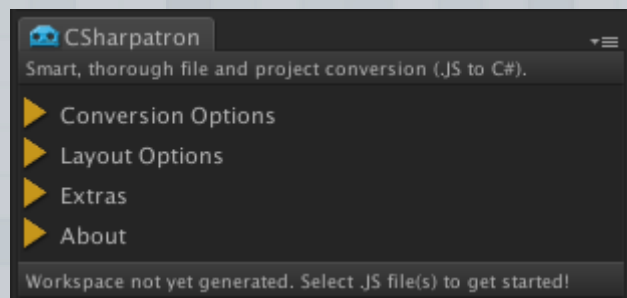 CSharpatron
Smart, thorough file and project conversion (.JS to C#).
Conversion Options
Layout Options
Extras
About
Workspace not yet generated. Select .JS file(s) to get started!